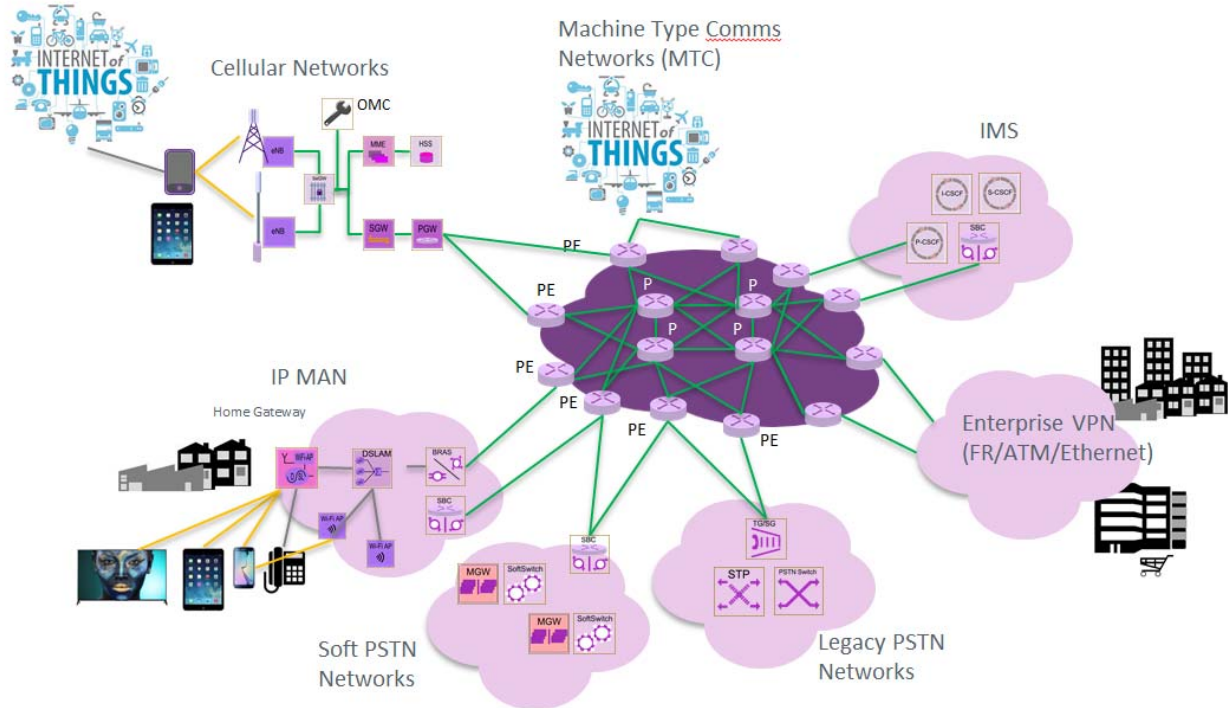 INTERNET of
THINGS
Cellular Networks
OMC
eNB
SeGW
MME
HSS
eNB
SGW
PGW
Machine Type Comms
Networks (MTC)
INTERNET of
THINGS
IMS
I-CSCF
S-CSCF
P-CSCF
SBC
PE
PE
P
P
P
P
PE
PE
PE
PE
IP MAN
Home Gateway
WiFi-AP
DSLAM
BRAS
SBC
Wi-Fi AP
Wi-Fi AP
Enterprise VPN
(FR/ATM/Ethernet)
SBC
MGW
SoftSwitch
MGW
SoftSwitch
Soft PSTN
Networks
TG/SG
STP
PSTN Switch
Legacy PSTN
Networks